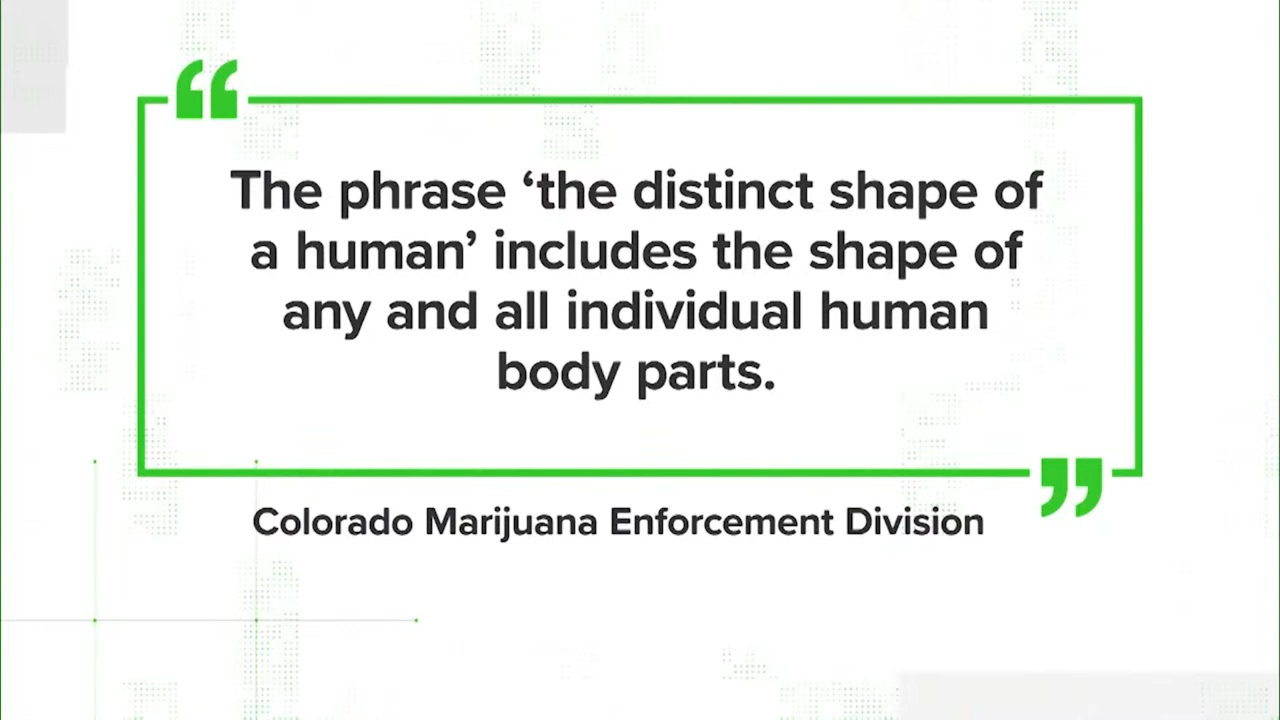 “
The phrase ‘the distinct shape of
a human’ includes the shape of
any and all individual human
body parts.
”
Colorado Marijuana Enforcement Division